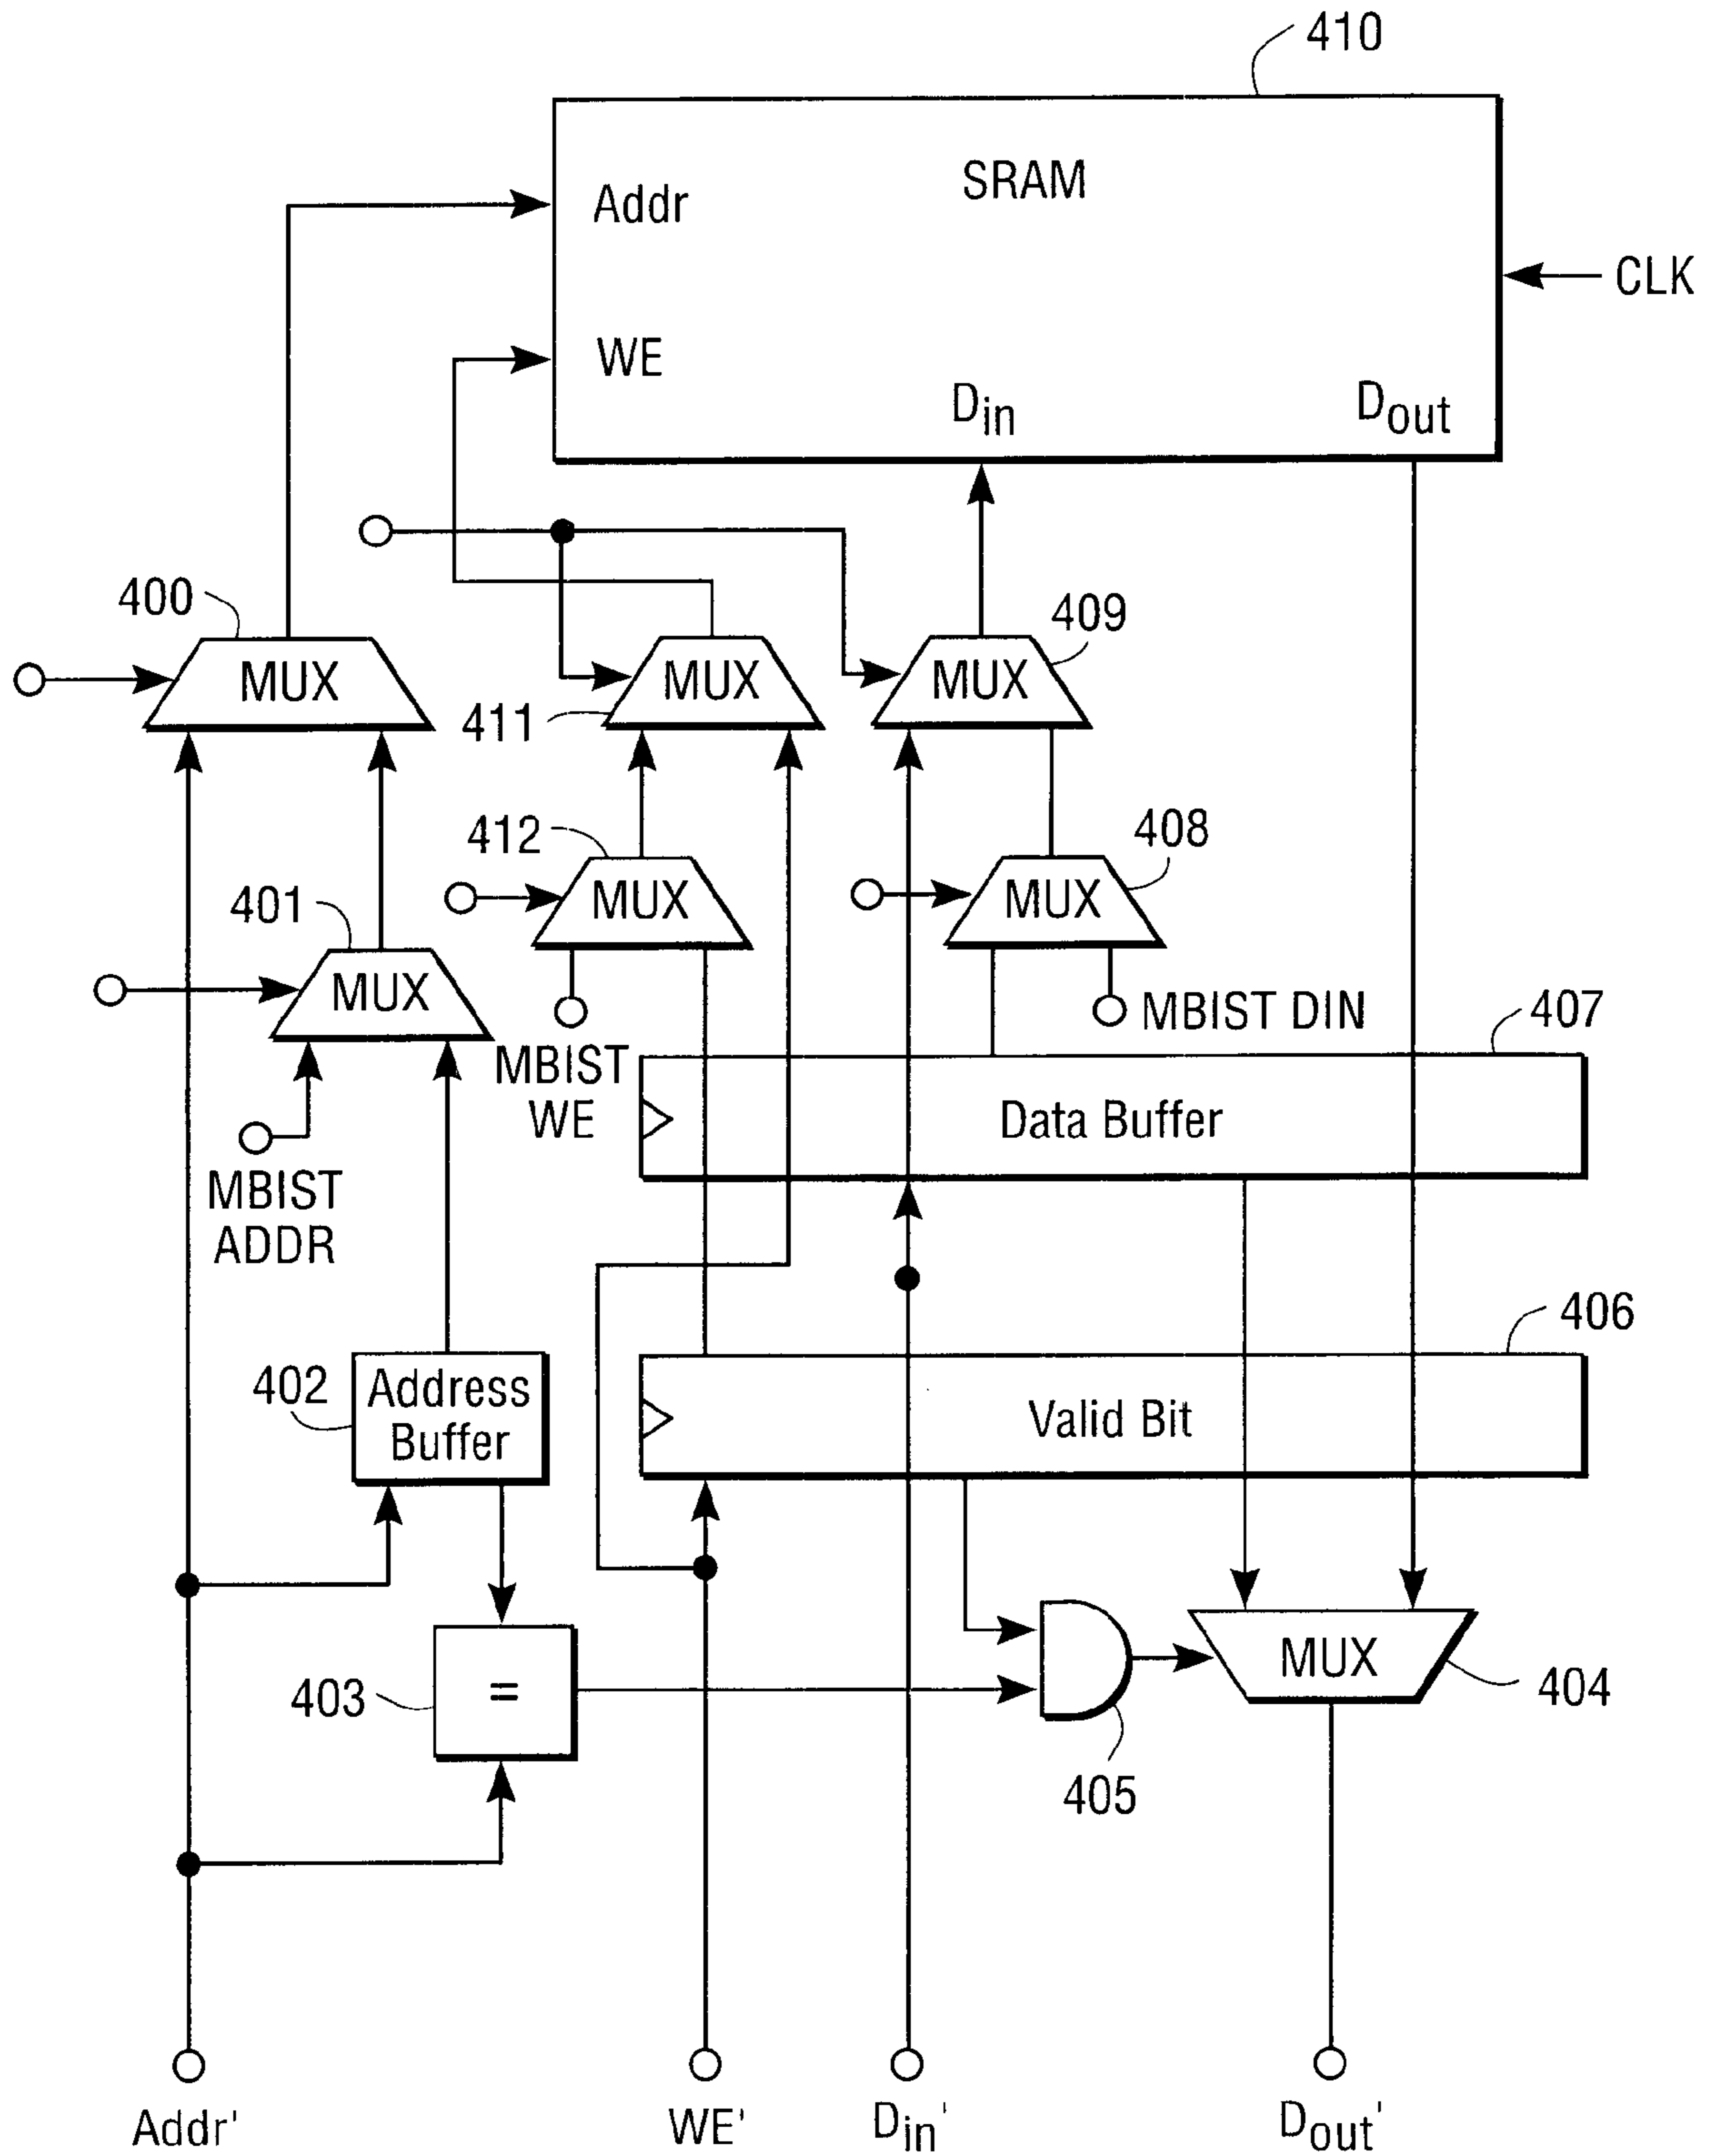 410
SRAM
Addr
CLK
WE
Din
Dout
400
409
MUX
MUX
MUX
411
412
408
401
MUX
MUX
MUX
407
MBIST DIN
MBIST
WE
Data Buffer
MBIST
ADDR
406
402
Address
Buffer
Valid Bit
MUX
403
=
404
405
Addr'
WE'
Din'
Dout'